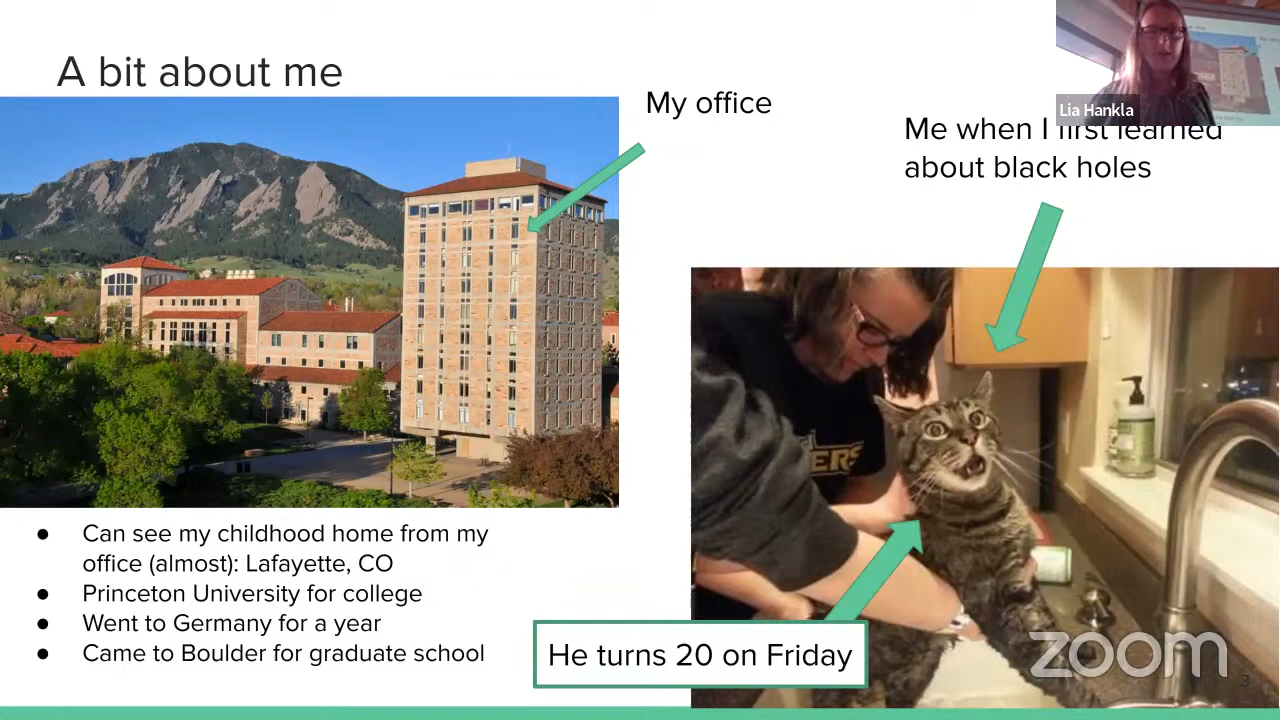 A bit about me
My office
Lia Hankla
Me when I first learned
about black holes
● Can see my childhood home from my
office (almost): Lafayette, CO
● Princeton University for college
● Went to Germany for a year
● Came to Boulder for graduate school
He turns 20 on Friday
zoom
3